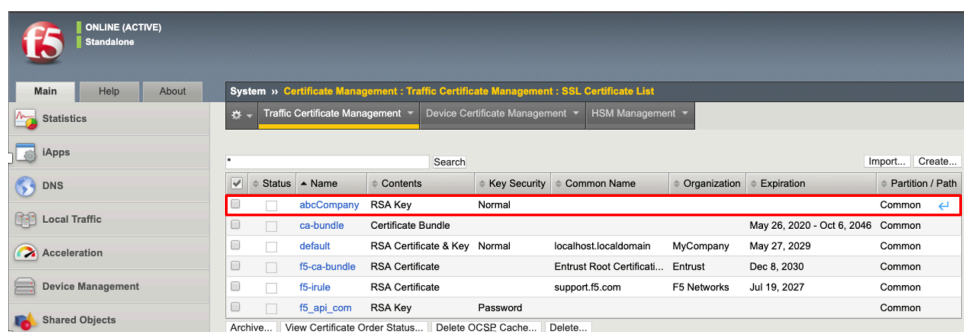 f5
ONLINE (ACTIVE)
Standalone
Main Help About
System » Certificate Management : Traffic Certificate Management : SSL Certificate List
Statistics
iApps
DNS
Local Traffic
Acceleration
Device Management
Shared Objects
Traffic Certificate Management Device Certificate Management HSM Management
* Search Import... Create...
Status Name Contents Key Security Common Name Organization Expiration Partition / Path
abcCompany RSA Key Normal Common
ca-bundle Certificate Bundle May 26, 2020 - Oct 6, 2046 Common
default RSA Certificate & Key Normal localhost.localdomain MyCompany May 27, 2029 Common
f5-ca-bundle RSA Certificate Entrust Root Certificati... Entrust Dec 8, 2030 Common
f5-irule RSA Certificate support.f5.com F5 Networks Jul 19, 2027 Common
f5_api_com RSA Key Password Common
Archive... View Certificate Order Status... Delete OCSP Cache... Delete...